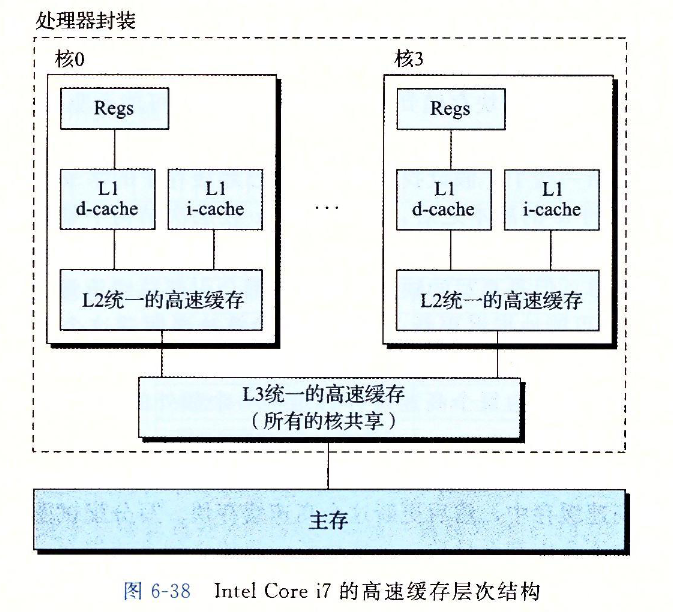 处理器封装
核0
核3
Regs
Regs
L1
d-cache
L1
i-cache
...
L1
d-cache
L1
i-cache
L2统一的高速缓存
L2统一的高速缓存
L3统一的高速缓存
(所有的核共享)
主存
图 6-38 Intel Core i7 的高速缓存层次结构